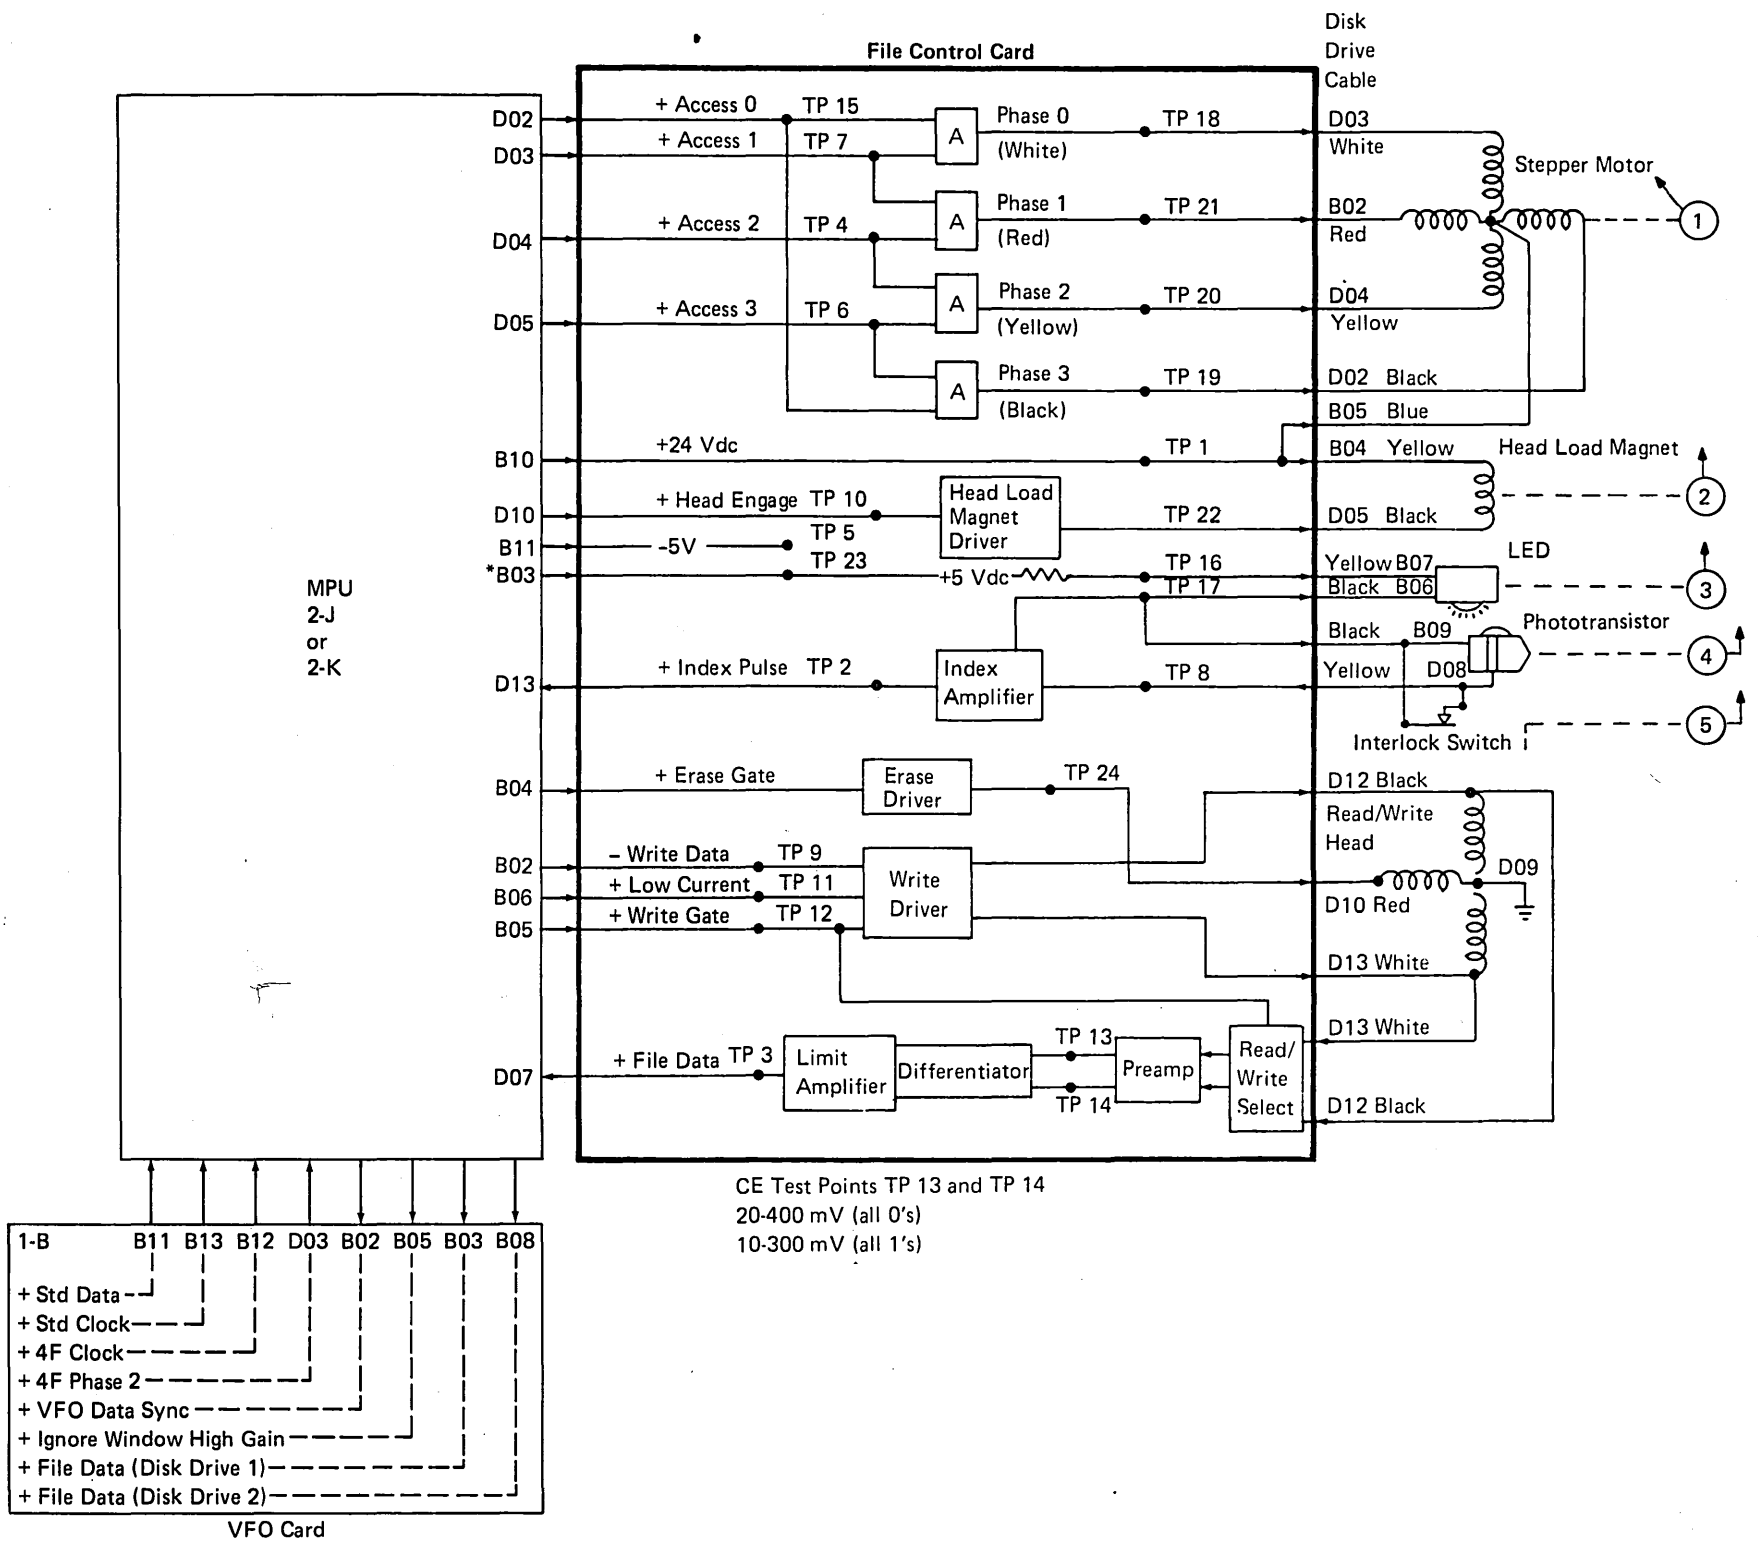 Disk
Drive
Cable
File Control Card
D02 + Access 0 TP 15
D03 + Access 1 TP 7
A Phase 0 TP 18 D03
(White) White
Stepper Motor
1
D04 + Access 2 TP 4
A Phase 1 TP 21 B02
(Red) Red
D05 + Access 3 TP 6
A Phase 2 TP 20 D04
(Yellow) Yellow
A Phase 3 TP 19 D02 Black
(Black) B05 Blue
B10 +24 Vdc TP 1 B04 Yellow Head Load Magnet
2
D10 + Head Engage TP 10
Head Load
Magnet
Driver
TP 22 D05 Black
B11 -5V TP 5
*B03 TP 23 +5 Vdc TP 16 Yellow B07 LED
TP 17 Black B06 3
Black B09 Phototransistor
4
D13 + Index Pulse TP 2
Index
Amplifier
TP 8 Yellow D08
Interlock Switch 5
MPU
2-J
or
2-K
B04 + Erase Gate
Erase
Driver
TP 24 D12 Black
Read/Write
Head
B02 – Write Data TP 9
B06 + Low Current TP 11
B05 + Write Gate TP 12
Write
Driver
D09
D10 Red
D13 White
D13 White
D07 + File Data TP 3
Limit
Amplifier
Differentiator
TP 13
TP 14
Preamp
Read/
Write
Select
D12 Black
CE Test Points TP 13 and TP 14
20-400 mV (all 0's)
10-300 mV (all 1's)
1-B B11 B13 B12 D03 B02 B05 B03 B08
+ Std Data
+ Std Clock
+ 4F Clock
+ 4F Phase 2
+ VFO Data Sync
+ Ignore Window High Gain
+ File Data (Disk Drive 1)
+ File Data (Disk Drive 2)
VFO Card